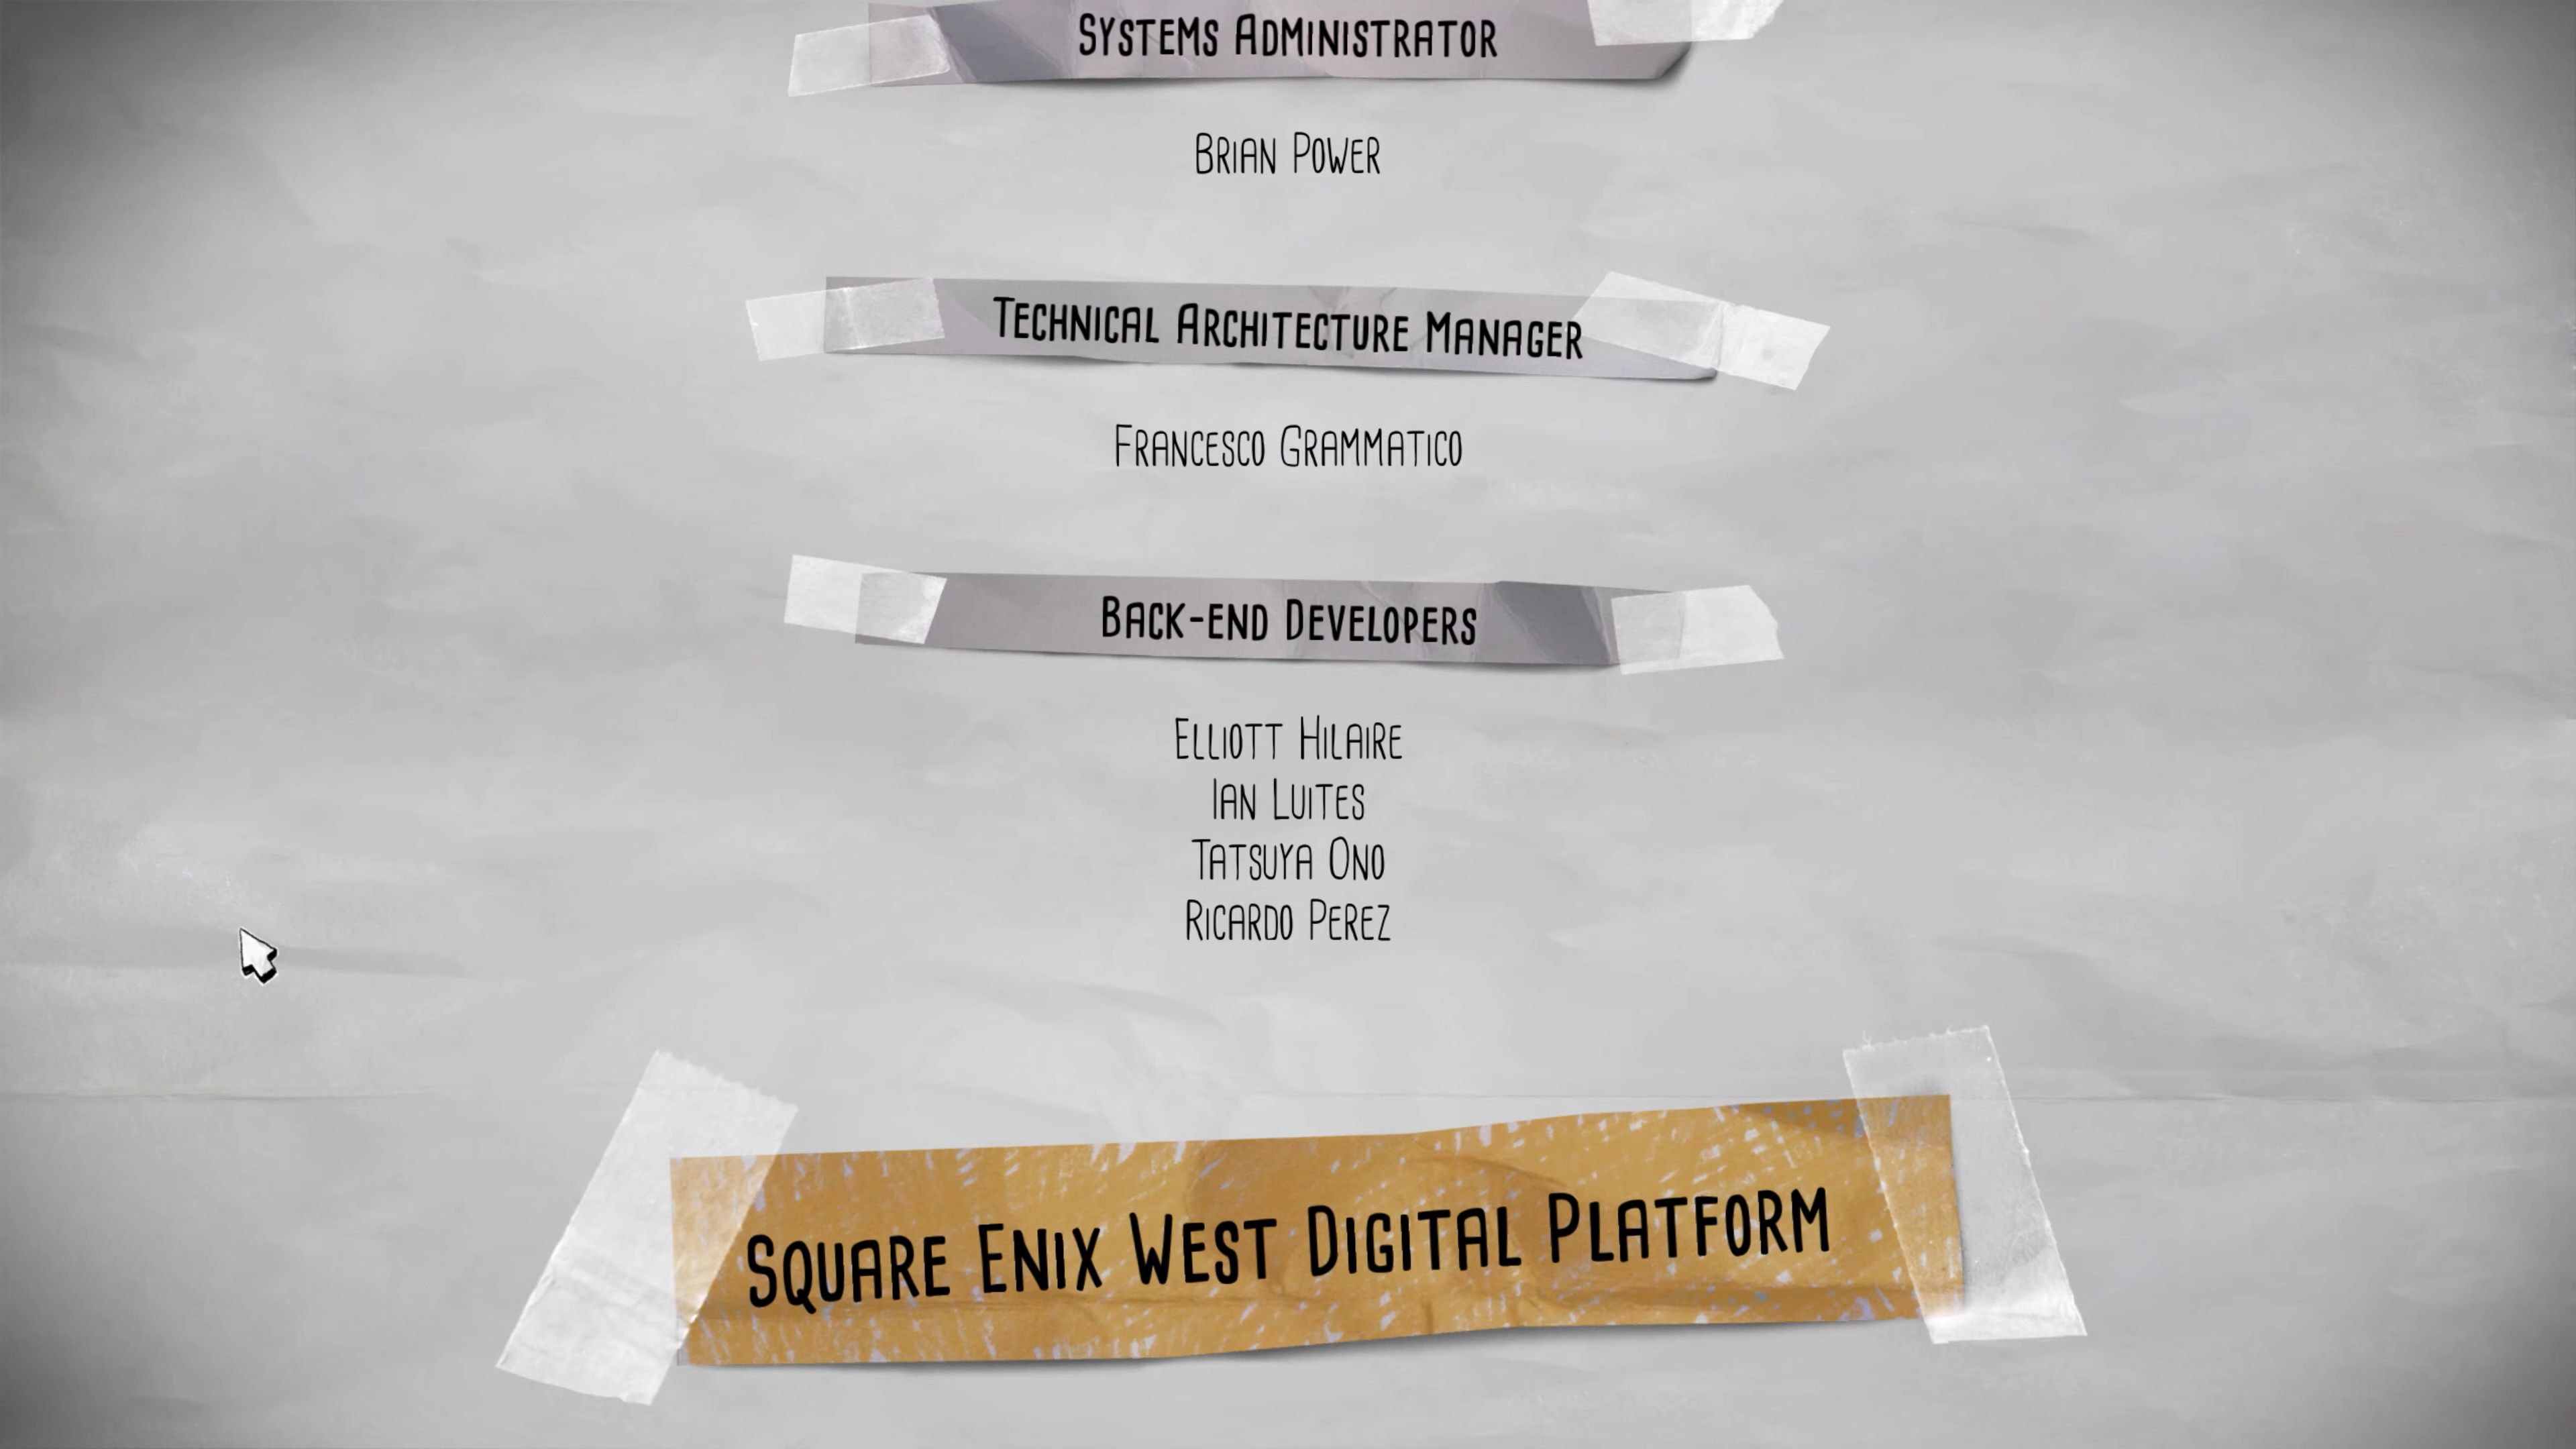 Systems Administrator
Brian Power
Technical Architecture Manager
Francesco Grammatico
Back-end Developers
Elliott Hilaire
Ian Luites
Tatsuya Ono
Ricardo Perez
Square Enix West Digital Platform